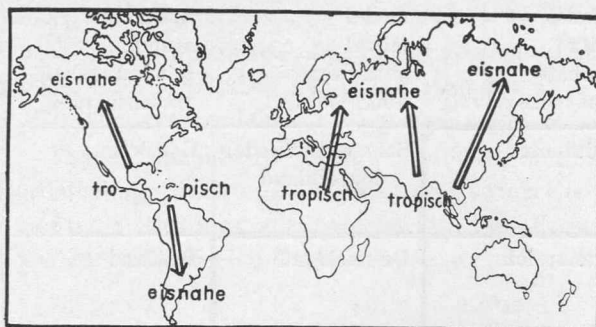 eisnahe
eisnahe
eisnahe
tro- pisch
tropisch
tropisch
eisnahe